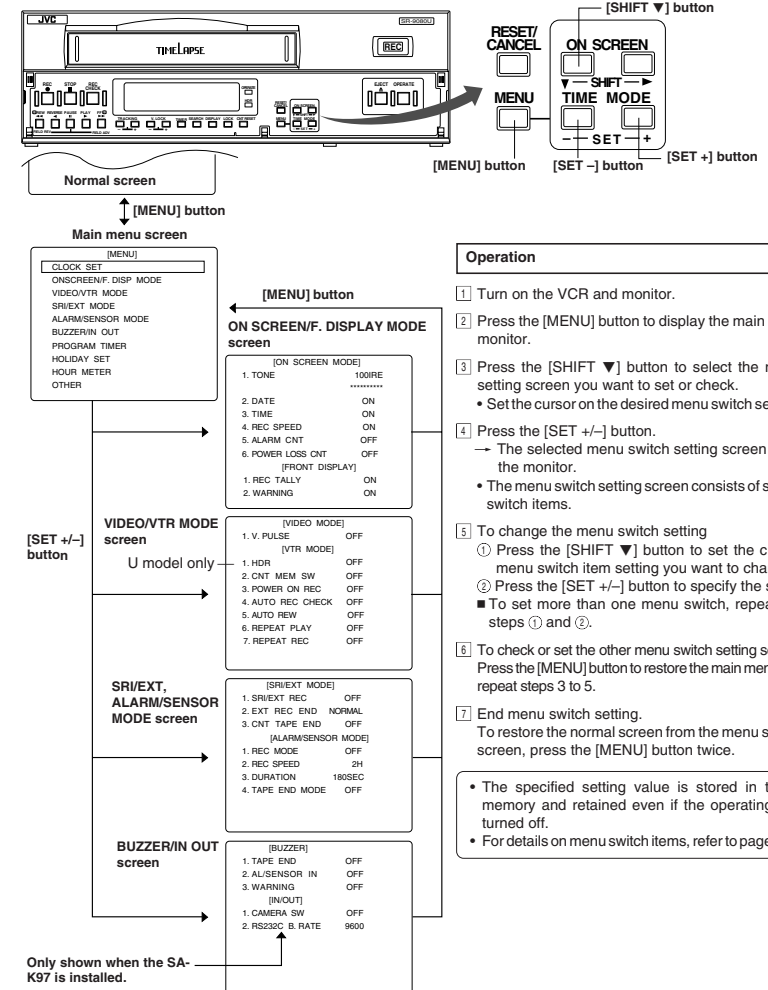 [SHIFT ▼] button
JVC
SR-9080U
TIMELAPSE
REC
RESET/
CANCEL
ON SCREEN
▼ — SHIFT — ►
MENU
TIME MODE
– — SET — +
[MENU] button
[SET –] button
[SET +] button
REC
STOP
REC
CHECK
EJECT OPERATE
REW REVERSE PAUSE PLAY
TRACKING
V. LOCK
SEARCH DISPLAY LOCK CNT RESET
Normal screen
[MENU] button
Main menu screen
[MENU]
CLOCK SET
ONSCREEN/F. DISP MODE
VIDEO/VTR MODE
SRI/EXT MODE
ALARM/SENSOR MODE
BUZZER/IN OUT
PROGRAM TIMER
HOLIDAY SET
HOUR METER
OTHER
[MENU] button
ON SCREEN/F. DISPLAY MODE
screen
[ON SCREEN MODE]
1. TONE 100IRE
**********
2. DATE ON
3. TIME ON
4. REC SPEED ON
5. ALARM CNT OFF
6. POWER LOSS CNT OFF
[FRONT DISPLAY]
1. REC TALLY ON
2. WARNING ON
[SET +/–]
button
VIDEO/VTR MODE
screen
U model only
[VIDEO MODE]
1. V. PULSE OFF
[VTR MODE]
1. HDR OFF
2. CNT MEM SW OFF
3. POWER ON REC OFF
4. AUTO REC CHECK OFF
5. AUTO REW OFF
6. REPEAT PLAY OFF
7. REPEAT REC OFF
SRI/EXT,
ALARM/SENSOR
MODE screen
[SRI/EXT MODE]
1. SRI/EXT REC OFF
2. EXT REC END NORMAL
3. CNT TAPE END OFF
[ALARM/SENSOR MODE]
1. REC MODE OFF
2. REC SPEED 2H
3. DURATION 180SEC
4. TAPE END MODE OFF
BUZZER/IN OUT
screen
[BUZZER]
1. TAPE END OFF
2. AL/SENSOR IN OFF
3. WARNING OFF
[IN/OUT]
1. CAMERA SW OFF
2. RS232C B. RATE 9600
Only shown when the SA-
K97 is installed.
Operation
1 Turn on the VCR and monitor.
2 Press the [MENU] button to display the main
monitor.
3 Press the [SHIFT ▼] button to select the
setting screen you want to set or check.
• Set the cursor on the desired menu switch
4 Press the [SET +/–] button.
→ The selected menu switch setting screen
the monitor.
• The menu switch setting screen consists of
switch items.
5 To change the menu switch setting
① Press the [SHIFT ▼] button to set the
menu switch item setting you want to
② Press the [SET +/–] button to specify the
■ To set more than one menu switch,
steps ① and ②.
6 To check or set the other menu switch setting
Press the [MENU] button to restore the main
repeat steps 3 to 5.
7 End menu switch setting.
To restore the normal screen from the menu
screen, press the [MENU] button twice.
• The specified setting value is stored in
memory and retained even if the operating
turned off.
• For details on menu switch items, refer to page